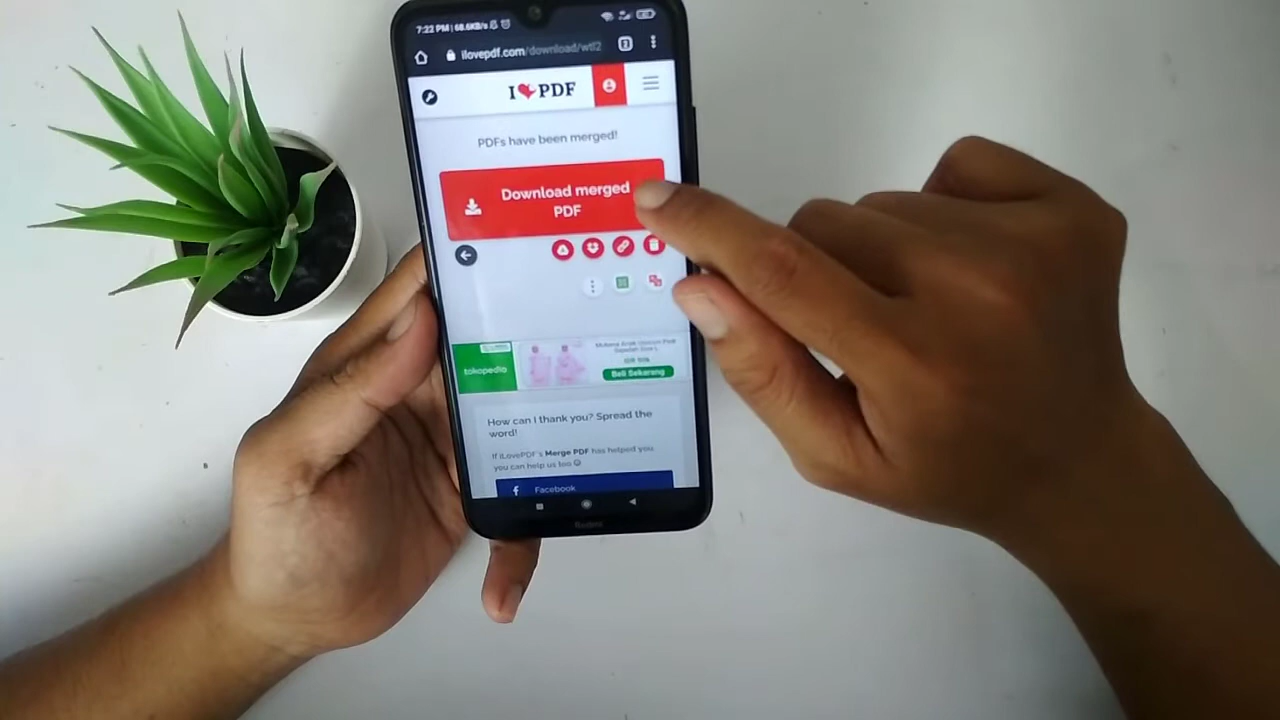 7:22 PM | 68.6KB/s
ilovepdf.com/download/wtl2
I PDF
PDFs have been merged!
Download merged
PDF
tokopedia
Beli Sekarang
How can I thank you? Spread the
word!
If iLovePDF's Merge PDF has helped you
you can help us too
Facebook
Redmi